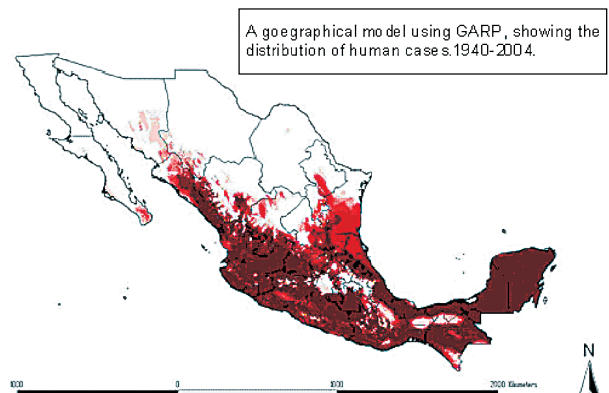 A goegraphical model using GARP, showing the
distribution of human cases.1940-2004.
N
1000 0 1000 2000 Kilometers